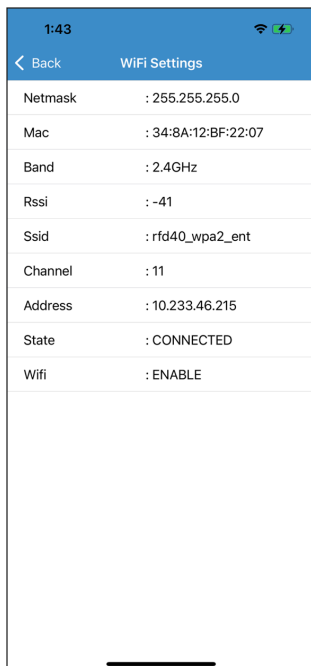 1:43
Back WiFi Settings
Netmask : 255.255.255.0
Mac : 34:8A:12:BF:22:07
Band : 2.4GHz
Rssi : -41
Ssid : rfd40_wpa2_ent
Channel : 11
Address : 10.233.46.215
State : CONNECTED
Wifi : ENABLE